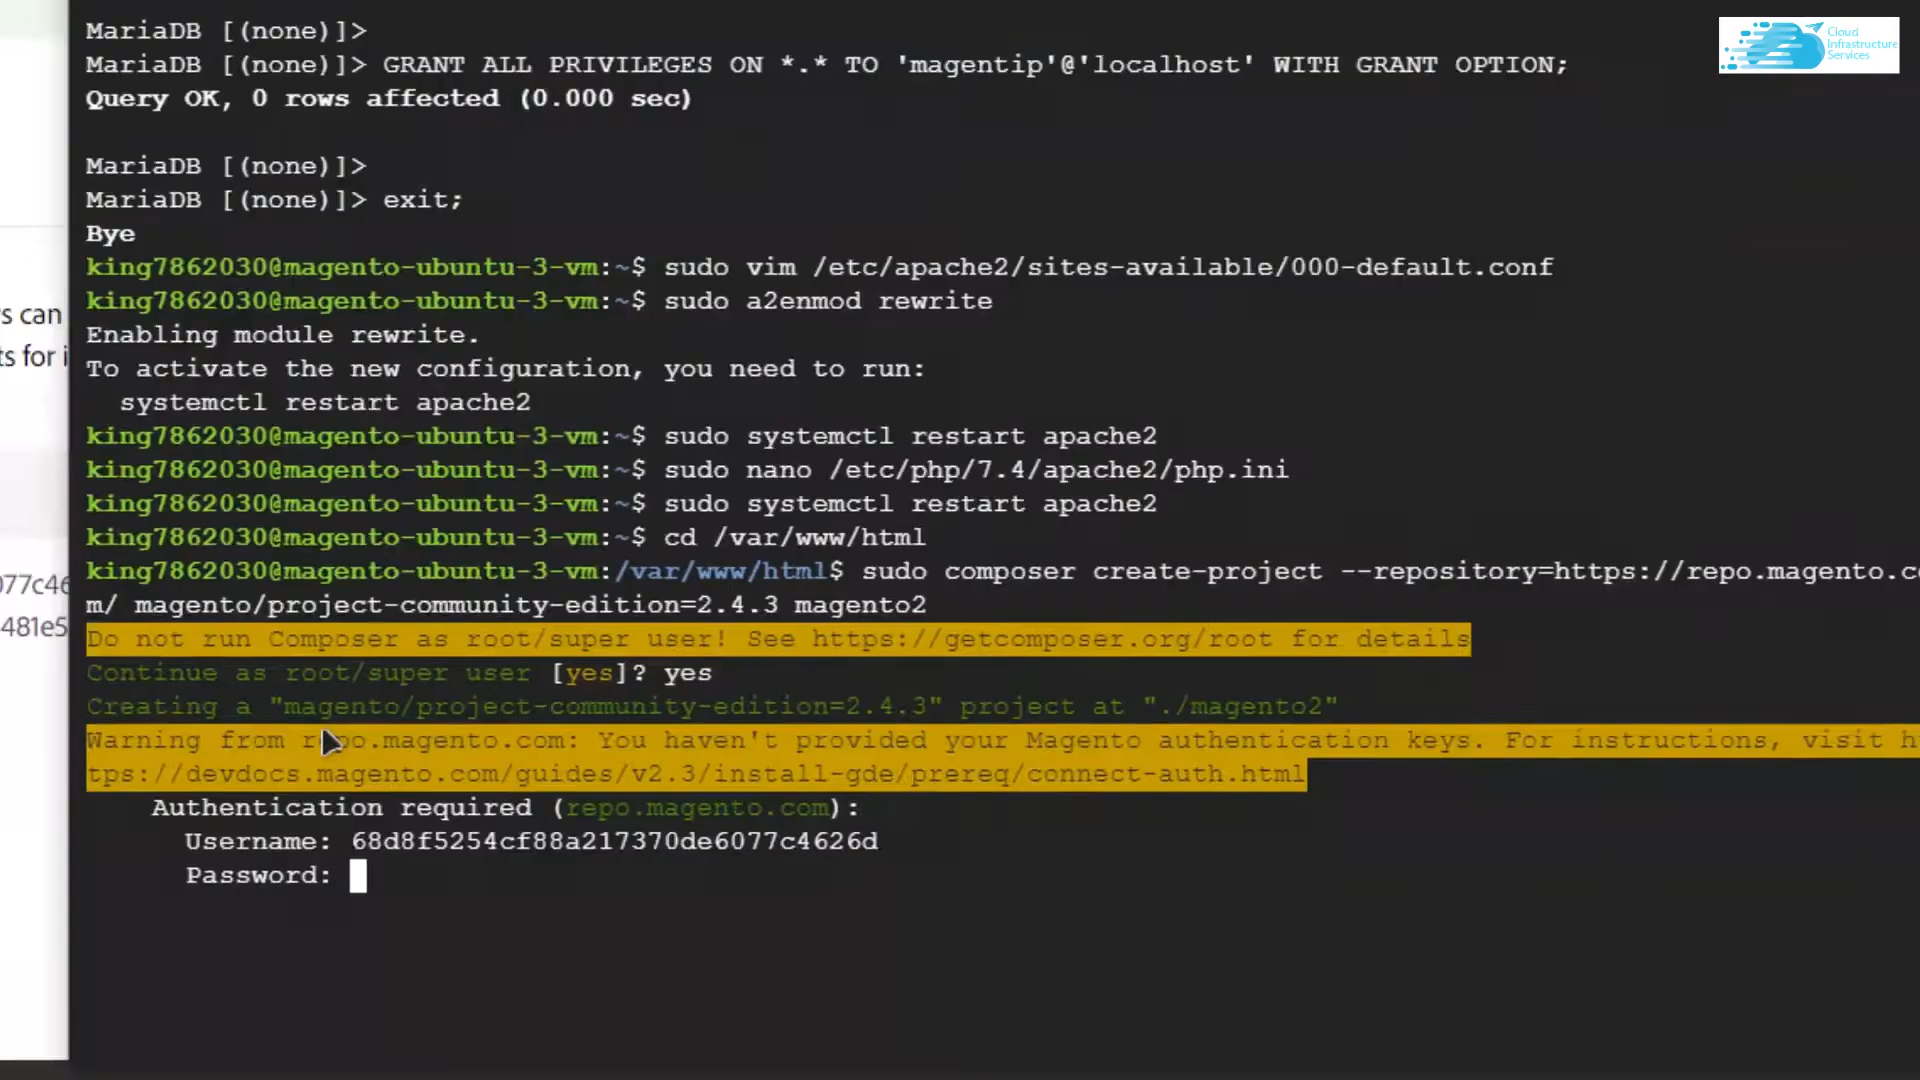 MariaDB [(none)]>
MariaDB [(none)]> GRANT ALL PRIVILEGES ON *.* TO 'magentip'@'localhost' WITH GRANT OPTION;
Query OK, 0 rows affected (0.000 sec)
MariaDB [(none)]>
MariaDB [(none)]> exit;
Bye
king7862030@magento-ubuntu-3-vm:~$ sudo vim /etc/apache2/sites-available/000-default.conf
king7862030@magento-ubuntu-3-vm:~$ sudo a2enmod rewrite
Enabling module rewrite.
To activate the new configuration, you need to run:
systemctl restart apache2
king7862030@magento-ubuntu-3-vm:~$ sudo systemctl restart apache2
king7862030@magento-ubuntu-3-vm:~$ sudo nano /etc/php/7.4/apache2/php.ini
king7862030@magento-ubuntu-3-vm:~$ sudo systemctl restart apache2
king7862030@magento-ubuntu-3-vm:~$ cd /var/www/html
king7862030@magento-ubuntu-3-vm:/var/www/html$ sudo composer create-project --repository=https://repo.magento.co
m/ magento/project-community-edition=2.4.3 magento2
Do not run Composer as root/super user! See https://getcomposer.org/root for details
Continue as root/super user [yes]? yes
Creating a "magento/project-community-edition=2.4.3" project at "./magento2"
Warning from repo.magento.com: You haven't provided your Magento authentication keys. For instructions, visit h
tps://devdocs.magento.com/guides/v2.3/install-gde/prereq/connect-auth.html
Authentication required (repo.magento.com):
Username: 68d8f5254cf88a217370de6077c4626d
Password:
Cloud
Infrastructure
Services
s can
ts for i
077c46
481e5